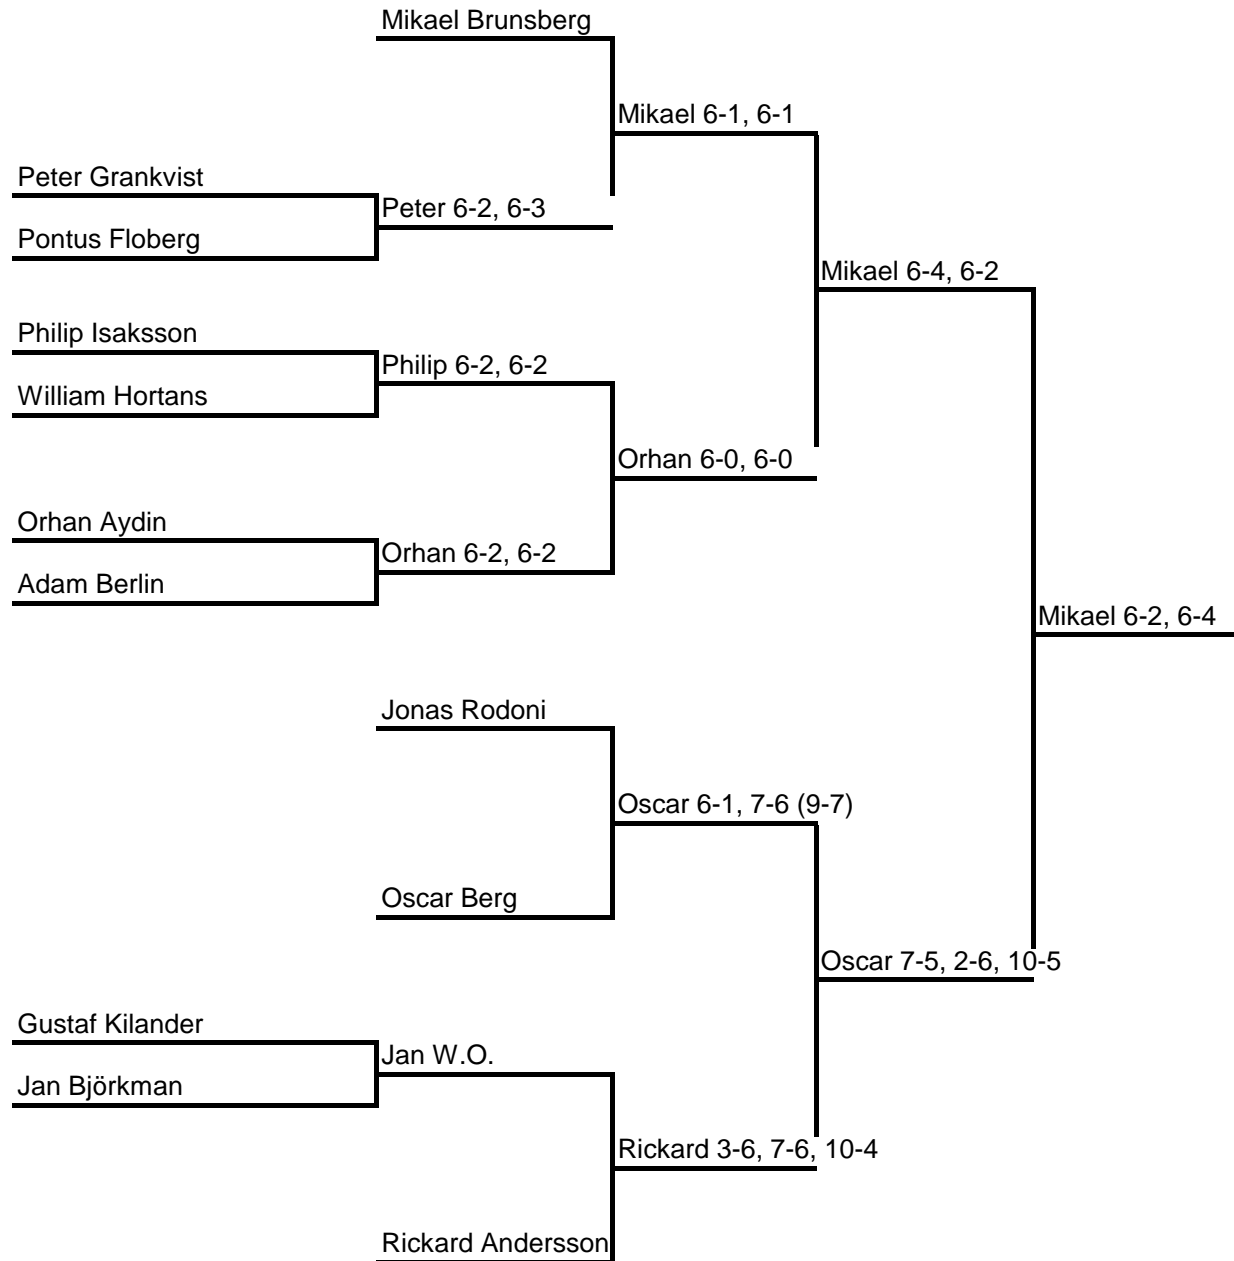 Mikael Brunsberg
Mikael 6-1, 6-1
Peter Grankvist
Peter 6-2, 6-3
Pontus Floberg
Mikael 6-4, 6-2
Philip Isaksson
Philip 6-2, 6-2
William Hortans
Orhan 6-0, 6-0
Orhan Aydin
Orhan 6-2, 6-2
Adam Berlin
Mikael 6-2, 6-4
Jonas Rodoni
Oscar 6-1, 7-6 (9-7)
Oscar Berg
Oscar 7-5, 2-6, 10-5
Gustaf Kilander
Jan W.O.
Jan Björkman
Rickard 3-6, 7-6, 10-4
Rickard Andersson